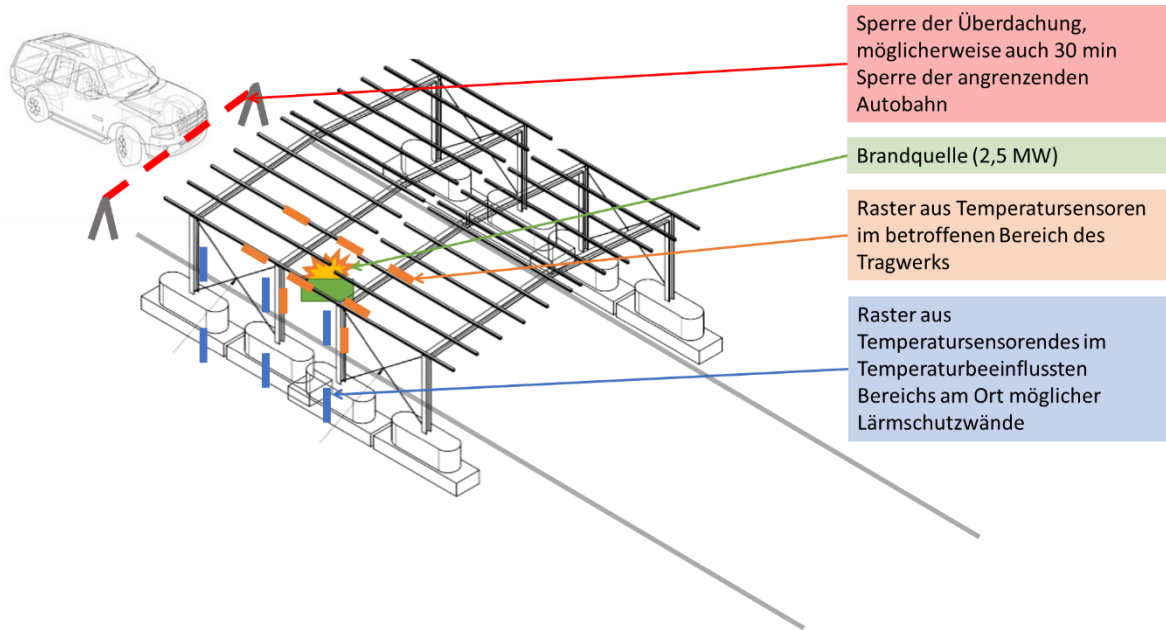 Sperre der Überdachung,
möglicherweise auch 30 min
Sperre der angrenzenden
Autobahn
Brandquelle (2,5 MW)
Raster aus Temperatursensoren
im betroffenen Bereich des
Tragwerks
Raster aus
Temperatursensorendes im
Temperaturbeeinflussten
Bereichs am Ort möglicher
Lärmschutzwände